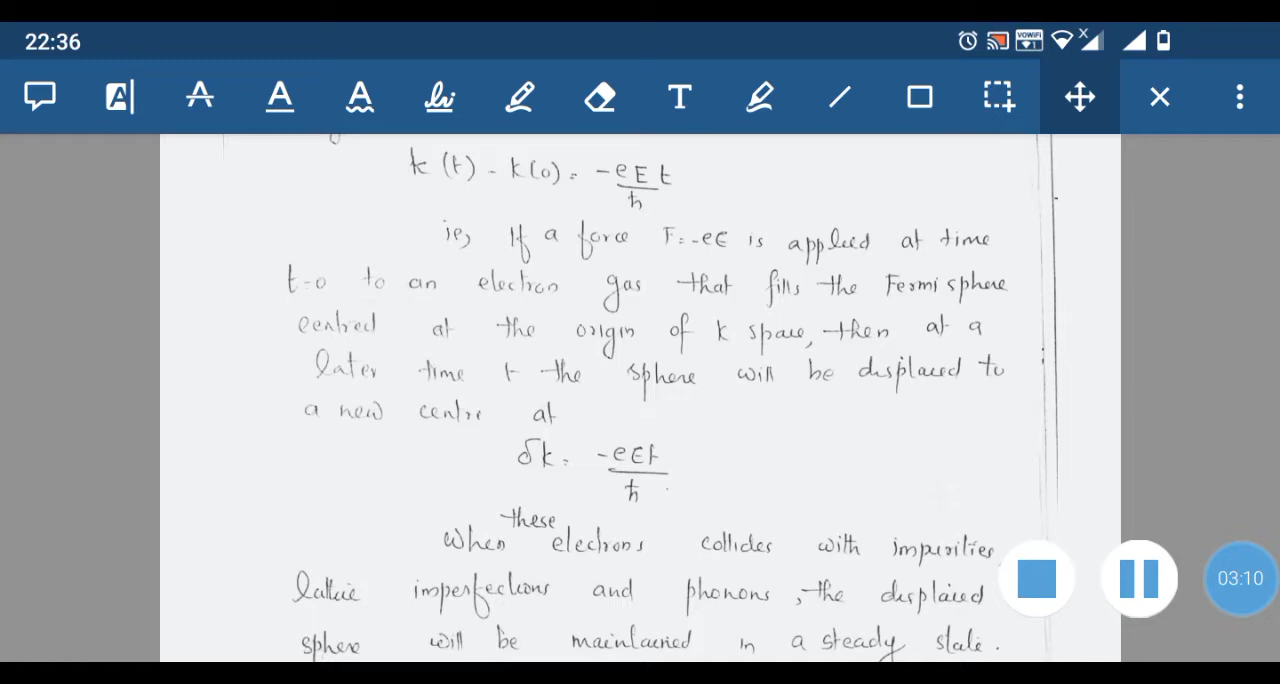 22:36
VOWIFI
1
X
A
A
A
A
T
k (t) - k(0) = -eEt
ħ
ie, If a force F = -eE is applied at time
t=0 to an electron gas that fills the Fermi sphere
centred at the origin of k space, then at a
later time t the sphere will be displaced to
a new centre at
δk = -eEt
ħ
these
When electrons collides with impurities
lattice imperfections and phonons, the displaced
sphere will be maintained in a steady state.
03:10